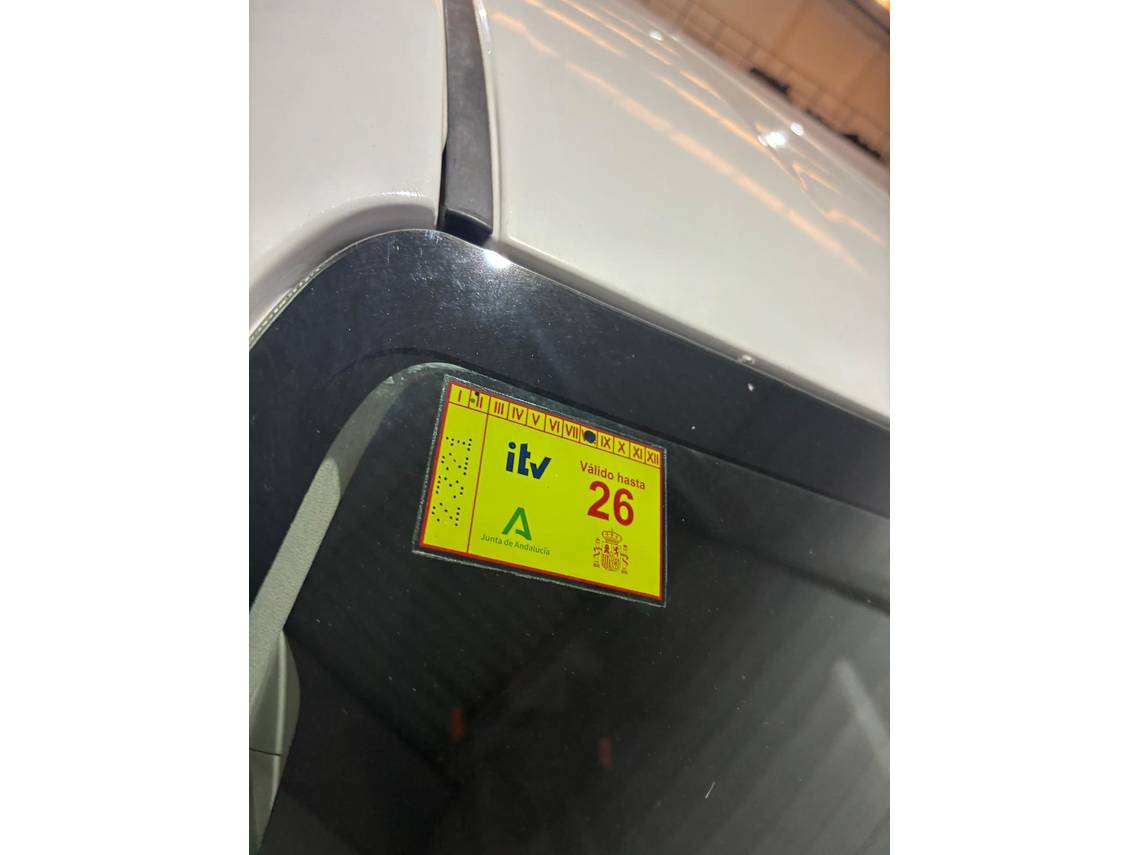 I II III IV V VI VII IX X XI XII
itv
Válido hasta
26
Junta de Andalucía